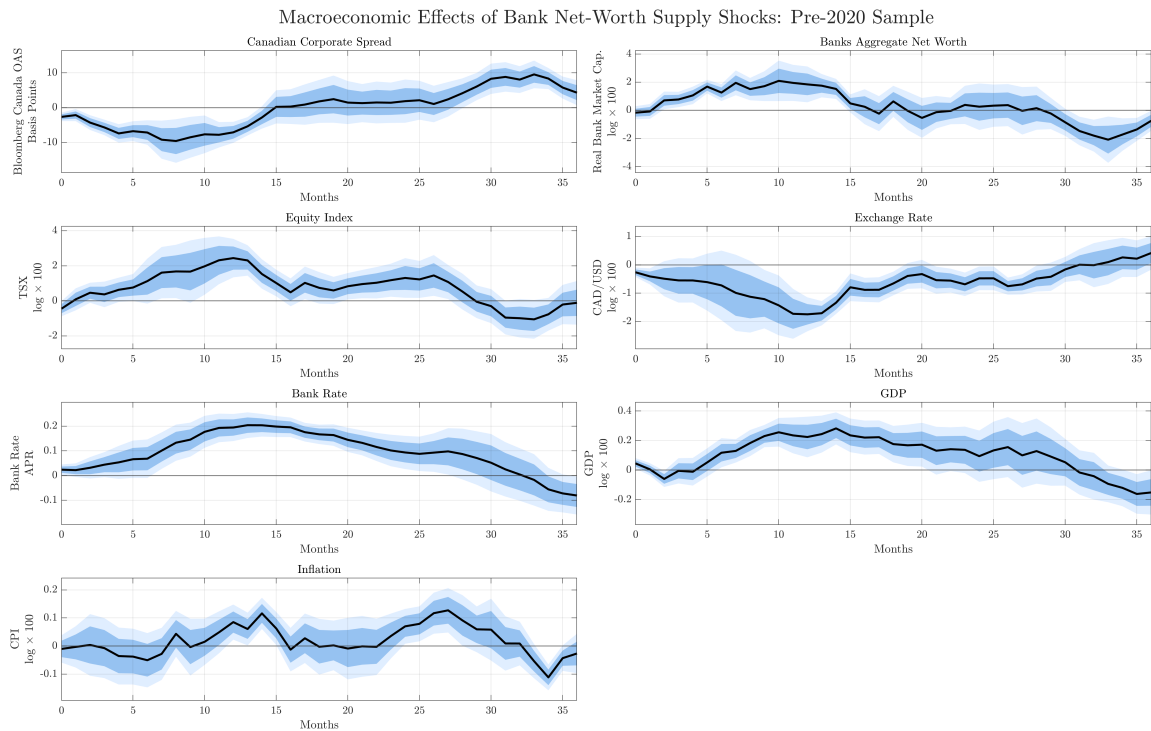 Macroeconomic Effects of Bank Net-Worth Supply Shocks: Pre-2020 Sample
Canadian Corporate Spread
Bloomberg Canada OAS
Basis Points
10
0
-10
0 5 10 15 20 25 30 35
Months
Banks Aggregate Net Worth
Real Bank Market Cap.
log × 100
4
2
0
-2
-4
0 5 10 15 20 25 30 35
Months
Equity Index
TSX
log × 100
4
2
0
-2
0 5 10 15 20 25 30 35
Months
Exchange Rate
CAD/USD
log × 100
1
0
-1
-2
0 5 10 15 20 25 30 35
Months
Bank Rate
Bank Rate
APR
0.2
0.1
0
-0.1
0 5 10 15 20 25 30 35
Months
GDP
GDP
log × 100
0.4
0.2
0
-0.2
0 5 10 15 20 25 30 35
Months
Inflation
CPI
log × 100
0.2
0.1
0
-0.1
0 5 10 15 20 25 30 35
Months